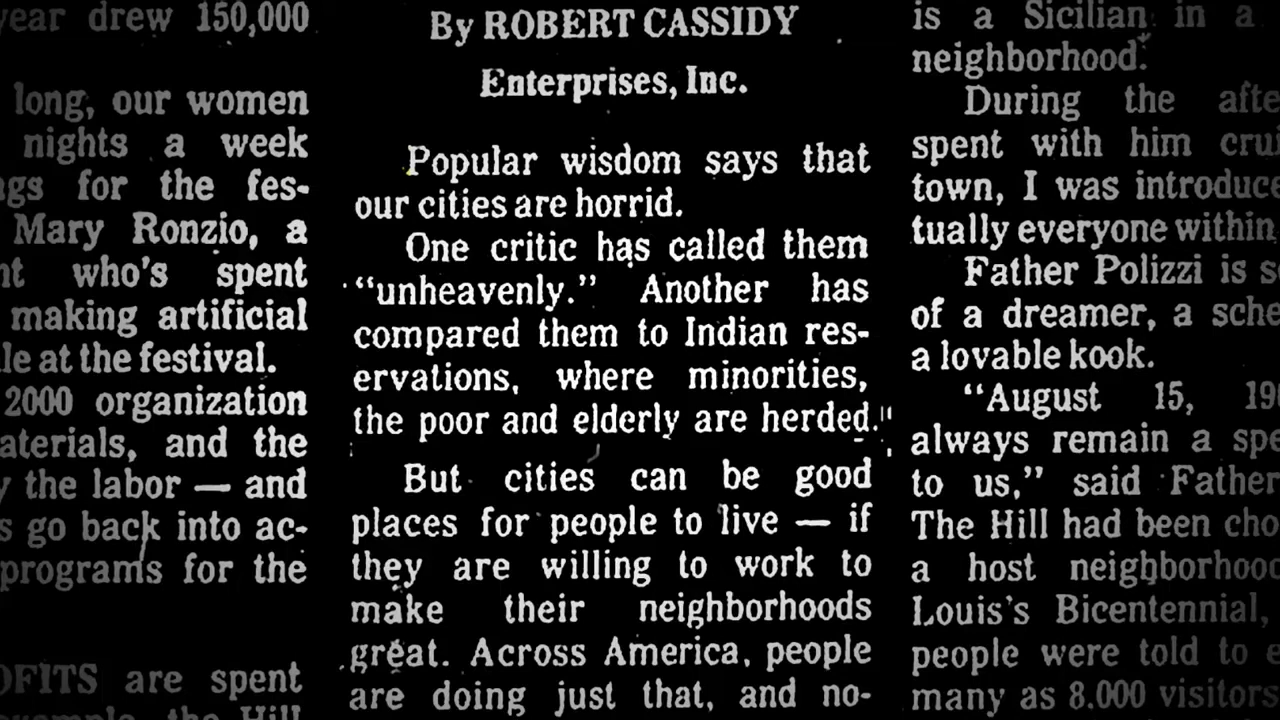 year drew 150,000
long, our women
nights a week
for the fes-
Mary Ronzio, a
who's spent
making artificial
at the festival.
2000 organization
and the
the labor — and
go back into ac-
programs for the
are spent
the Hill
By ROBERT CASSIDY
Enterprises, Inc.
Popular wisdom says that
our cities are horrid.
One critic has called them
“unheavenly.” Another has
compared them to Indian res-
ervations, where minorities,
the poor and elderly are herded."
But cities can be good
places for people to live — if
they are willing to work to
make their neighborhoods
great. Across America, people
are doing just that, and no-
is a Sicilian in a
neighborhood.
During the
spent with him
town, I was
tually everyone within
Father Polizzi is
of a dreamer, a
a lovable kook.
“August 15,
always remain a
to us,” said Father
The Hill had been
a host
Louis's Bicentennial,
people were told to
many as 8,000 visitors